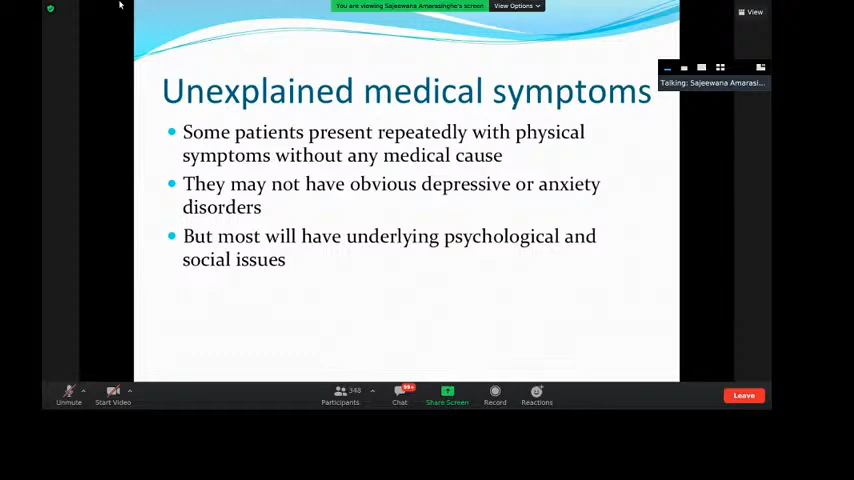 You are viewing Sajeewana Amarasinghe's screen
View Options
View
Talking: Sajeewana Amarasi...
Unexplained medical symptoms
Some patients present repeatedly with physical
symptoms without any medical cause
They may not have obvious depressive or anxiety
disorders
But most will have underlying psychological and
social issues
348
99+
Unmute
Start Video
Participants
Chat
Share Screen
Record
Reactions
Leave